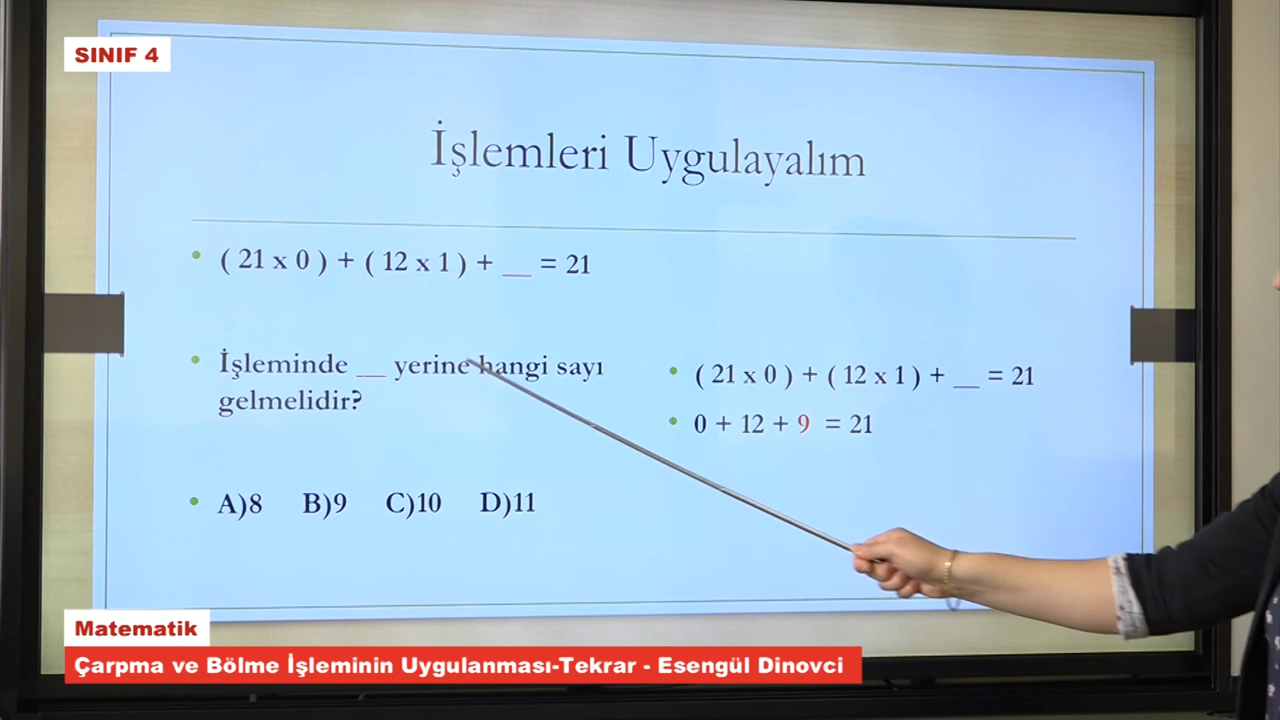 SINIF 4
İşlemleri Uygulayalım
( 21 x 0 ) + ( 12 x 1 ) + __ = 21
İşleminde __ yerine hangi sayı
gelmelidir?
A)8 B)9 C)10 D)11
( 21 x 0 ) + ( 12 x 1 ) + __ = 21
0 + 12 + 9 = 21
Matematik
Çarpma ve Bölme İşleminin Uygulanması-Tekrar - Esengül Dinovci